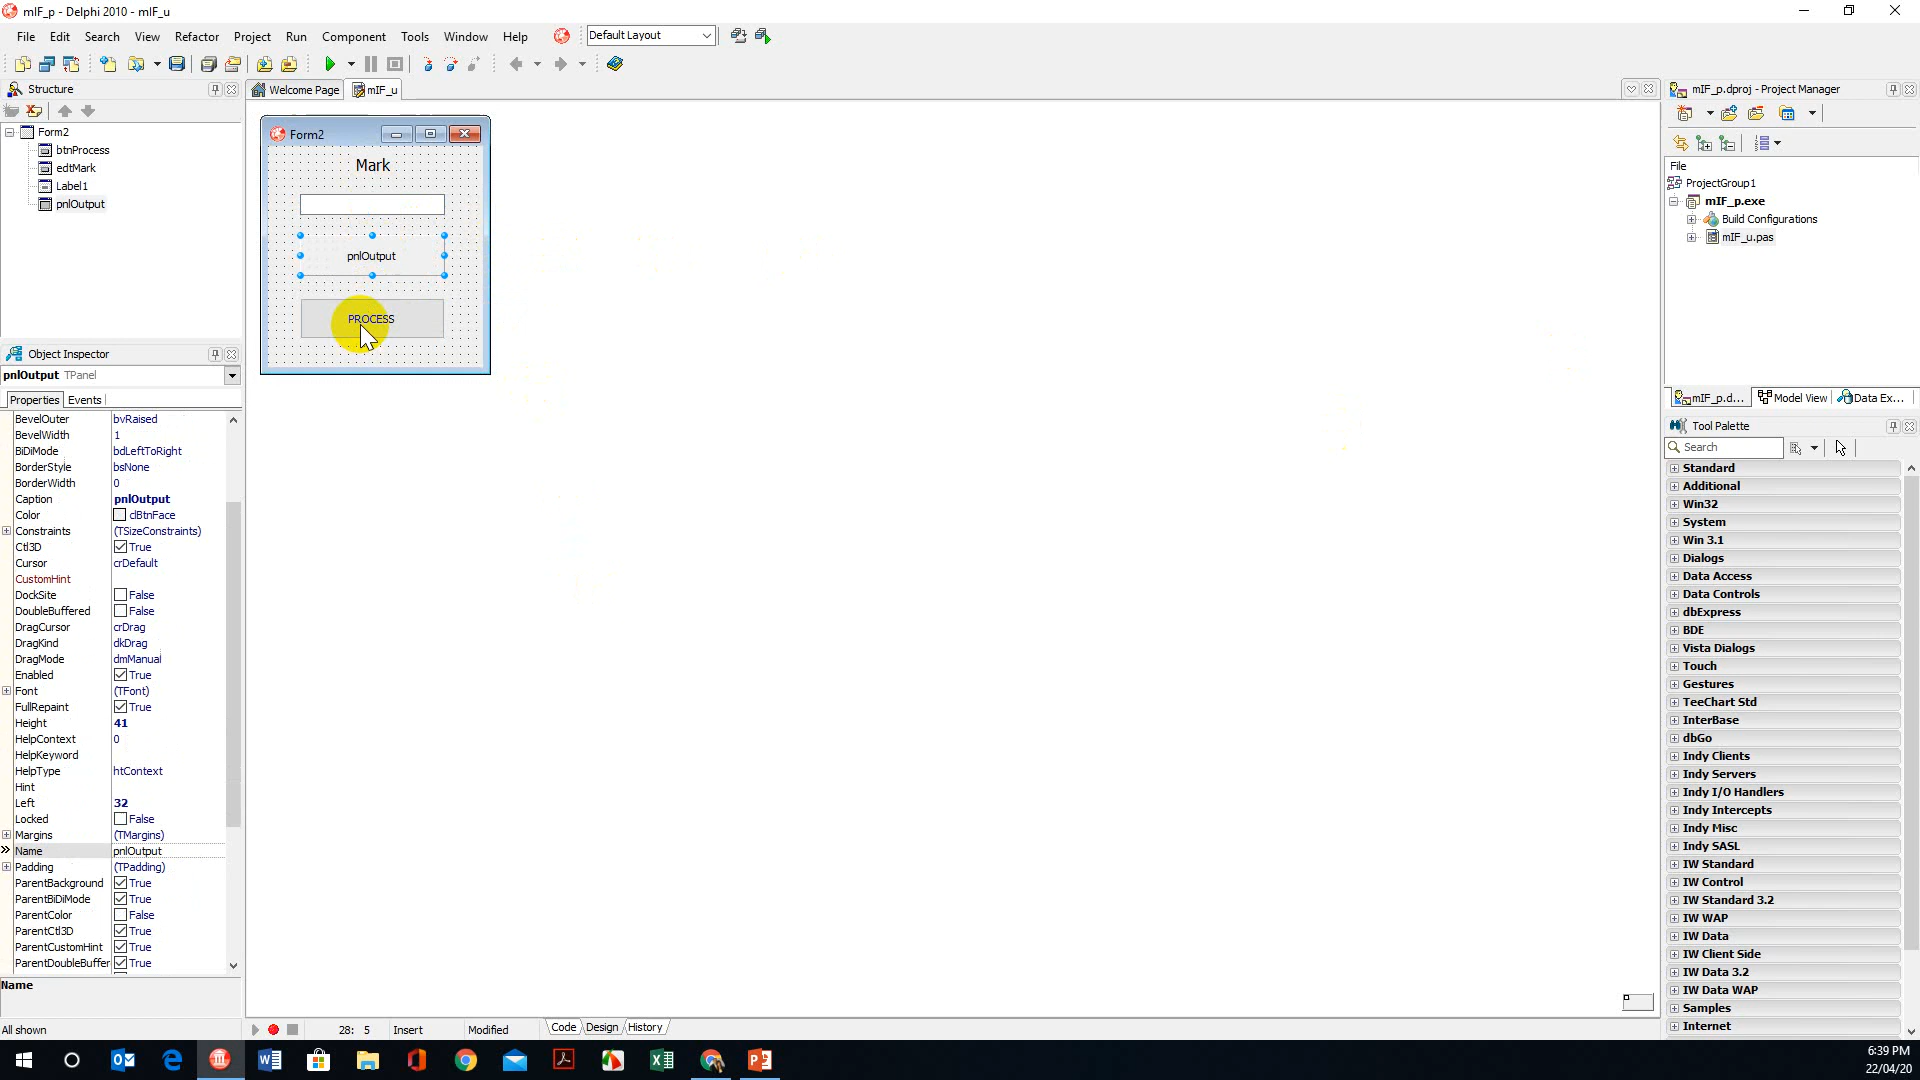 mIF_p - Delphi 2010 - mIF_u
File Edit Search View Refactor Project Run Component Tools Window Help Default Layout
Structure
Form2
btnProcess
edtMark
Label1
pnlOutput
Object Inspector
pnlOutput TPanel
Properties Events
BevelOuter bvRaised
BevelWidth 1
BiDiMode bdLeftToRight
BorderStyle bsNone
BorderWidth 0
Caption pnlOutput
Color clBtnFace
Constraints (TSizeConstraints)
Ctl3D True
Cursor crDefault
CustomHint
DockSite False
DoubleBuffered False
DragCursor crDrag
DragKind dkDrag
DragMode dmManual
Enabled True
Font (TFont)
FullRepaint True
Height 41
HelpContext 0
HelpKeyword
HelpType htContext
Hint
Left 32
Locked False
Margins (TMargins)
Name pnlOutput
Padding (TPadding)
ParentBackground True
ParentBiDiMode True
ParentColor False
ParentCtl3D True
ParentCustomHint True
ParentDoubleBuffer True
Name
All shown
Welcome Page mIF_u
Form2
Mark
pnlOutput
PROCESS
28: 5 Insert Modified Code Design History
mIF_p.dproj - Project Manager
File
ProjectGroup1
mIF_p.exe
Build Configurations
mIF_u.pas
mIF_p.d... Model View Data Ex...
Tool Palette
Search
Standard
Additional
Win32
System
Win 3.1
Dialogs
Data Access
Data Controls
dbExpress
BDE
Vista Dialogs
Touch
Gestures
TeeChart Std
InterBase
dbGo
Indy Clients
Indy Servers
Indy I/O Handlers
Indy Intercepts
Indy Misc
Indy SASL
IW Standard
IW Control
IW Standard 3.2
IW WAP
IW Data
IW Client Side
IW Data 3.2
IW Data WAP
Samples
Internet
6:39 PM
22/04/20